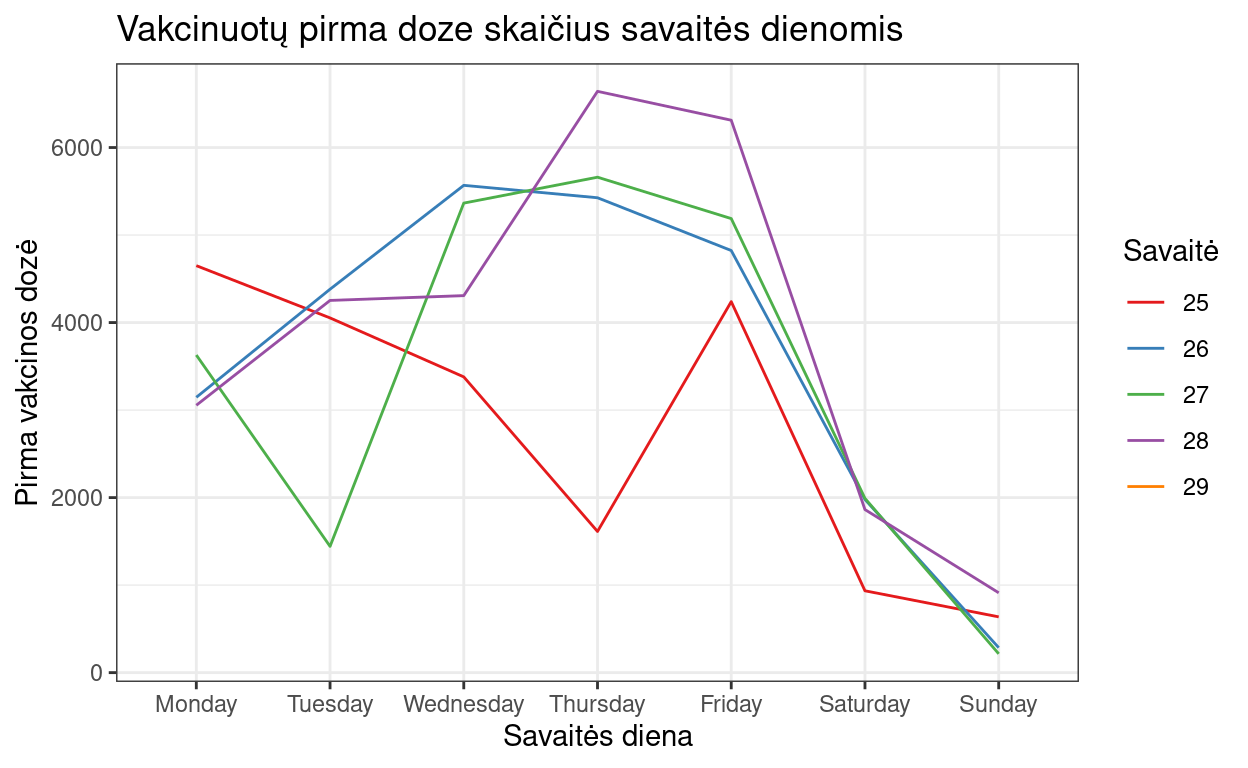 Vakcinuotų pirma doze skaičius savaitės dienomis
Pirma vakcinos dozė
6000
4000
2000
0
Monday Tuesday Wednesday Thursday Friday Saturday Sunday
Savaitės diena
Savaitė
25
26
27
28
29